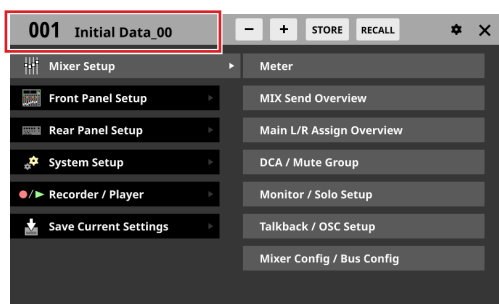 001 Initial Data_00
− + STORE RECALL
Mixer Setup
Front Panel Setup
Rear Panel Setup
System Setup
Recorder / Player
Save Current Settings
Meter
MIX Send Overview
Main L/R Assign Overview
DCA / Mute Group
Monitor / Solo Setup
Talkback / OSC Setup
Mixer Config / Bus Config